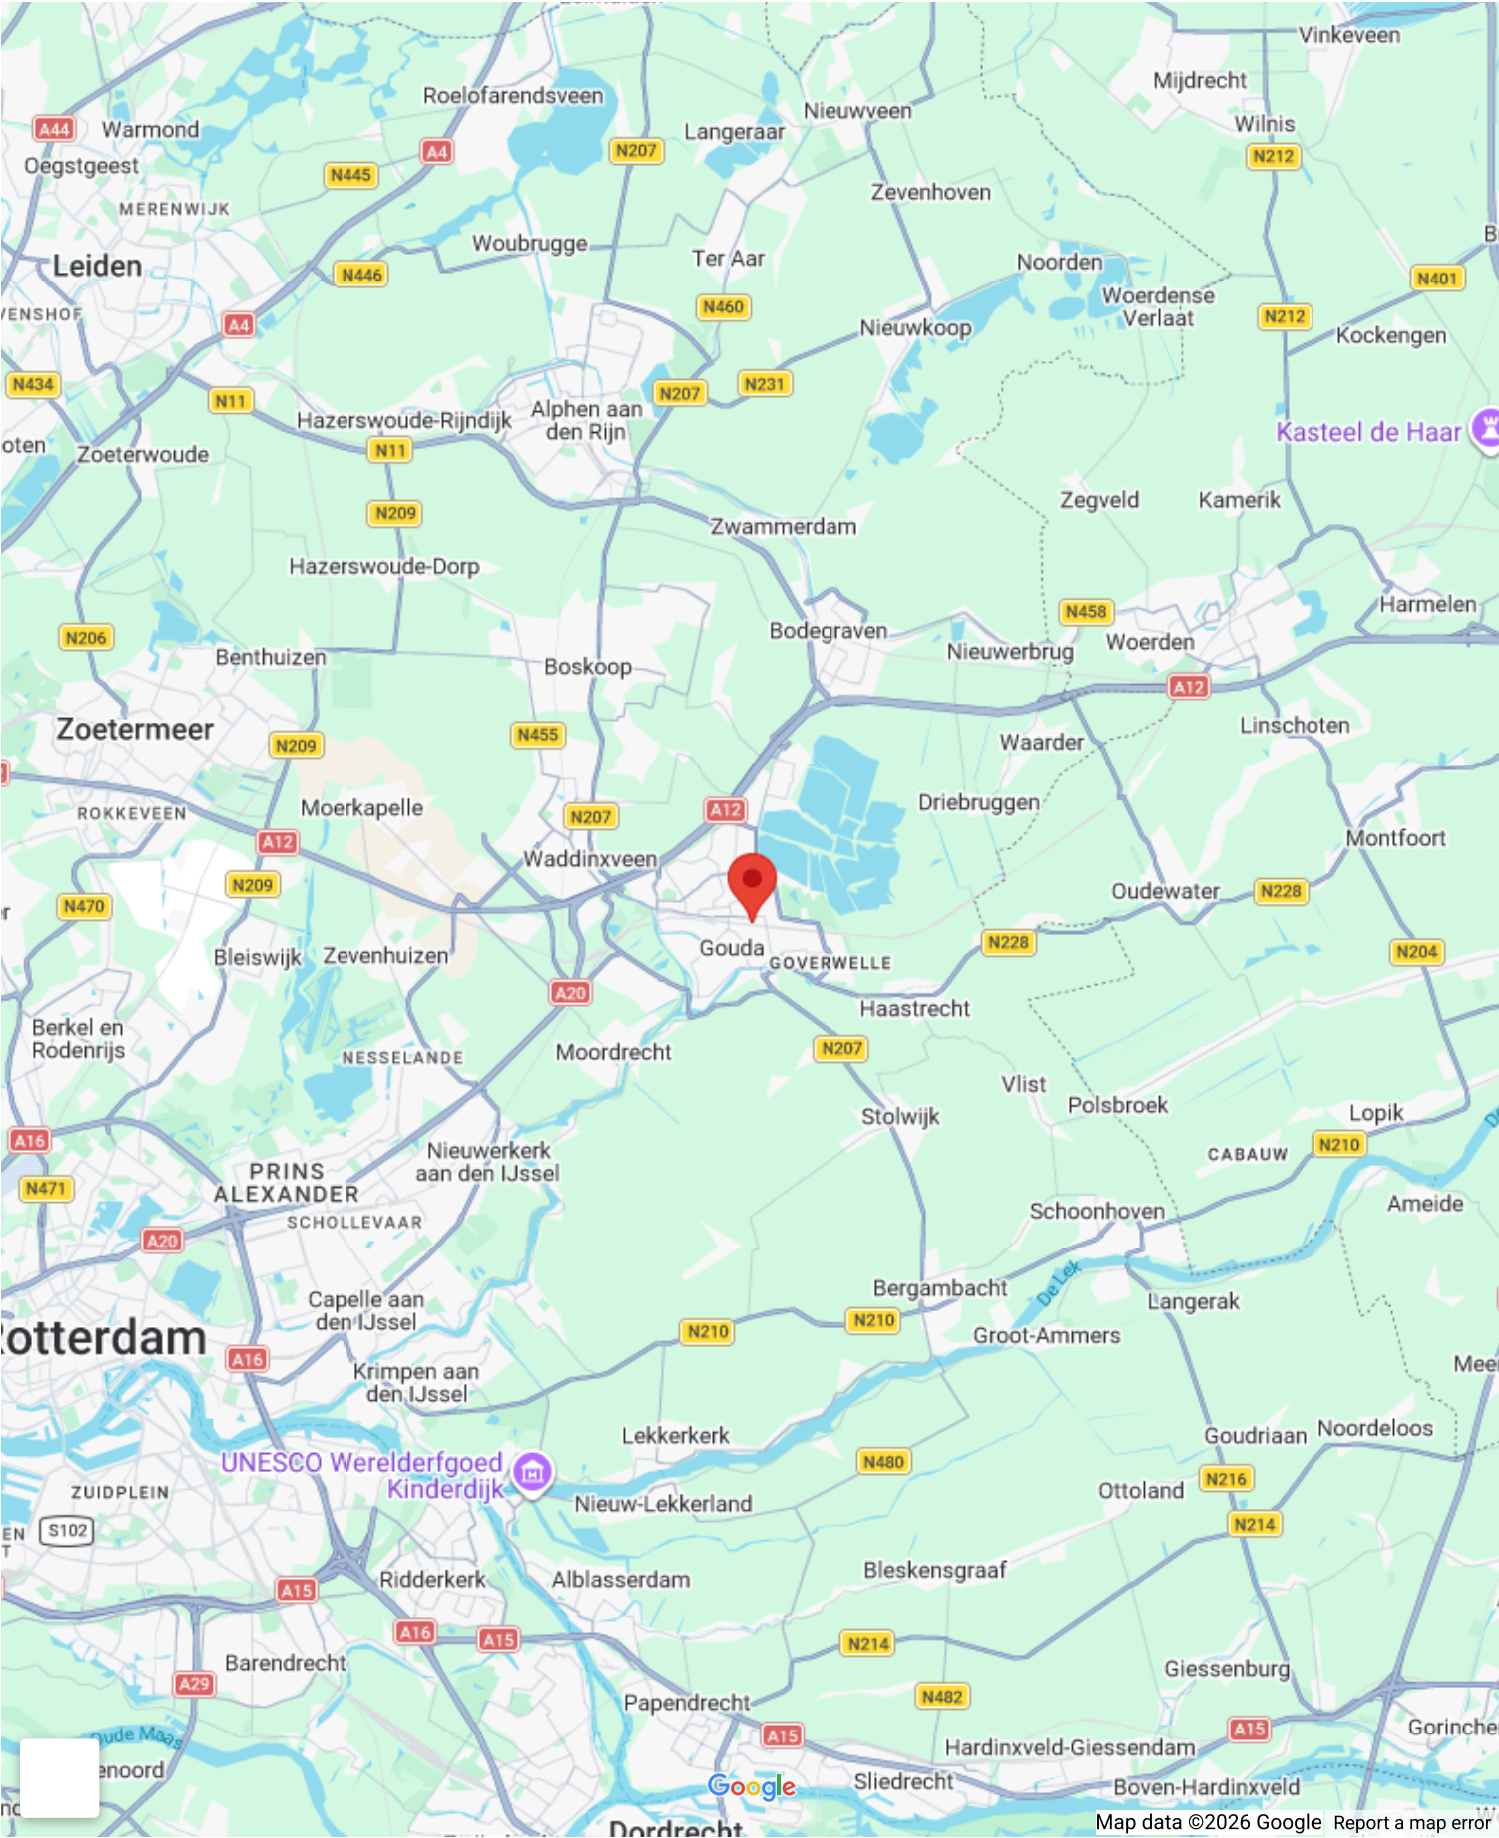 Vinkeveen
Mijdrecht
Roelofarendsveen
Nieuwveen
A44
Warmond
Langeraar
Wilnis
A4
N207
N212
Oegstgeest
N445
Zevenhoven
MERENWIJK
Woubrugge
Leiden
N446
Ter Aar
Noorden
N401
Woerdense
Verlaat
N460
N212
A4
Nieuwkoop
Kockengen
N434
N11
N207
N231
Hazerswoude-Rijndijk
Alphen aan
den Rijn
Kasteel de Haar
N11
Zoeterwoude
Zegveld
Kamerik
N209
Zwammerdam
Hazerswoude-Dorp
N458
Harmelen
N206
Bodegraven
Benthuizen
Boskoop
Nieuwerbrug
Woerden
A12
Zoetermeer
N209
N455
Waarder
Linschoten
ROKKEVEEN
Moerkapelle
N207
A12
Driebruggen
A12
Waddinxveen
Montfoort
N209
N470
Oudewater
N228
Bleiswijk
Zevenhuizen
Gouda
GOVERWELLE
N228
N204
A20
Haastrecht
Berkel en
Rodenrijs
NESSELANDE
Moordrecht
N207
Vlist
Polsbroek
Stolwijk
Lopik
A16
N210
CABAUW
Nieuwerkerk
aan den IJssel
PRINS
ALEXANDER
N471
SCHOLLEVAAR
Schoonhoven
Ameide
A20
De Lek
Bergambacht
Langerak
Capelle aan
den IJssel
N210
N210
Groot-Ammers
A16
Krimpen aan
den IJssel
Lekkerkerk
Goudriaan
Noordeloos
UNESCO Werelderfgoed
Kinderdijk
N480
N216
ZUIDPLEIN
Nieuw-Lekkerland
Ottoland
S102
N214
Bleskensgraaf
Ridderkerk
Alblasserdam
A15
A16
A15
N214
Barendrecht
Giessenburg
A29
Papendrecht
N482
A15
A15
Oude Maas
Hardinxveld-Giessendam
Google
Sliedrecht
Boven-Hardinxveld
Map data ©2026 Google
Report a map error